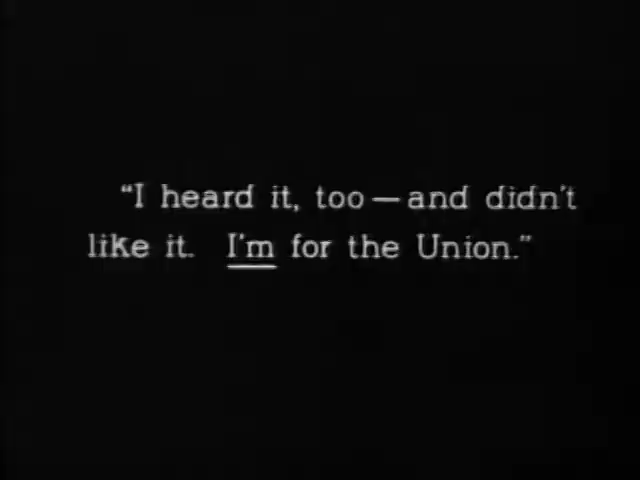 "I heard it, too — and didn't
like it. I'm for the Union."